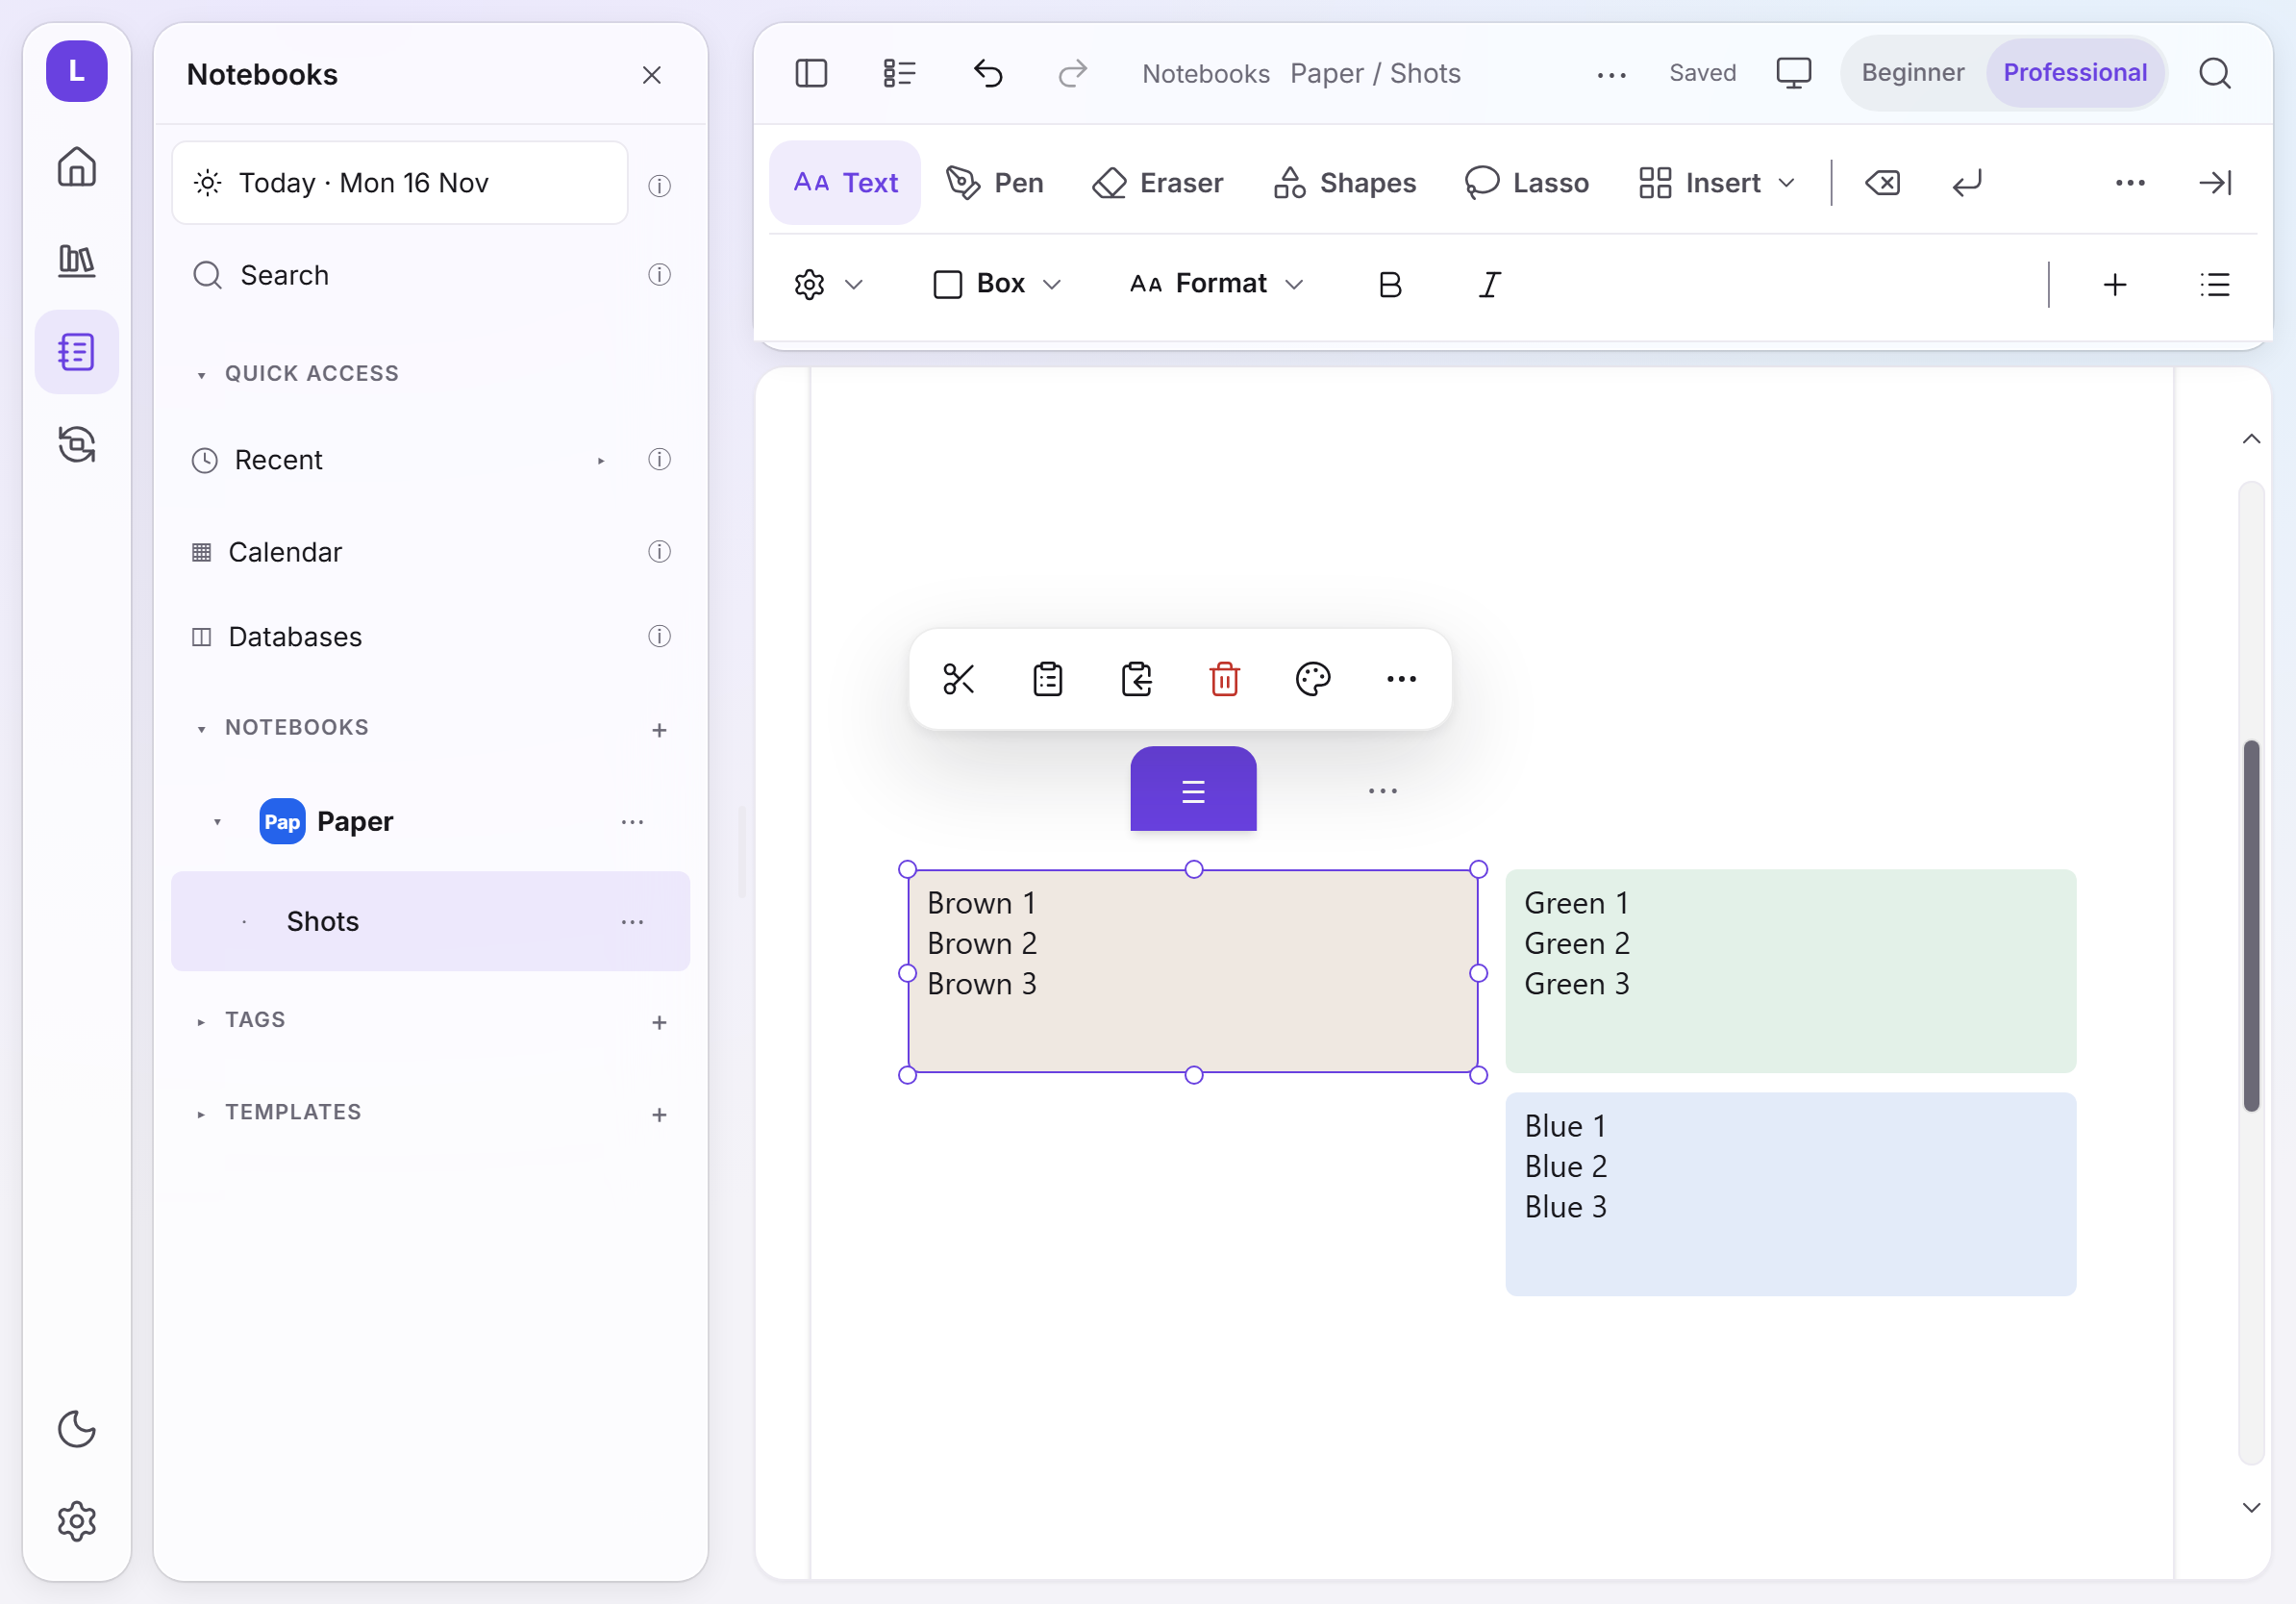 L
Notebooks
Today · Mon 16 Nov
Search
QUICK ACCESS
Recent
Calendar
Databases
NOTEBOOKS
Pap Paper
Shots
TAGS
TEMPLATES
Notebooks Paper / Shots
Saved
Beginner
Professional
Text
Pen
Eraser
Shapes
Lasso
Insert
Box
Format
B
I
Brown 1
Brown 2
Brown 3
Green 1
Green 2
Green 3
Blue 1
Blue 2
Blue 3